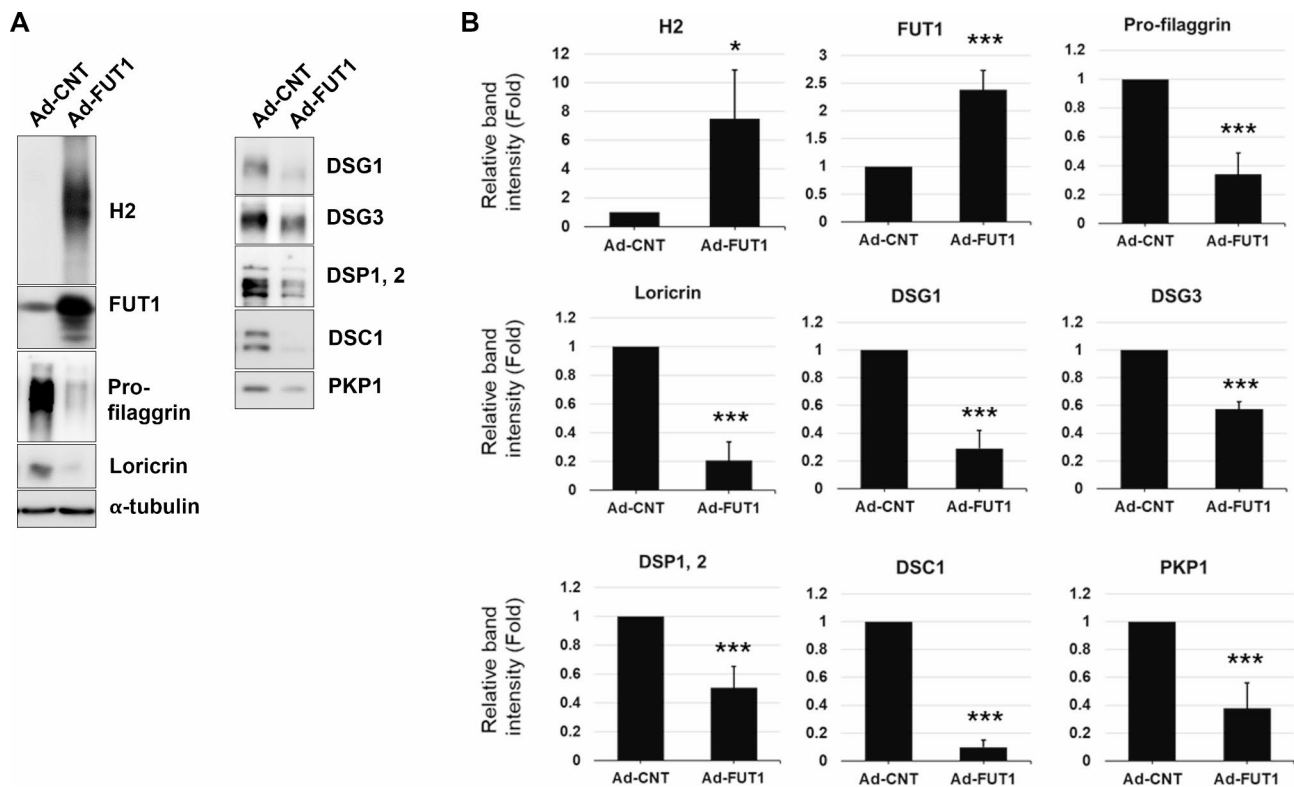 A
Ad-CNT
Ad-FUT1
H2
FUT1
Pro-
filaggrin
Loricrin
α-tubulin
Ad-CNT
Ad-FUT1
DSG1
DSG3
DSP1, 2
DSC1
PKP1
B
H2
Relative band
intensity (Fold)
12
10
8
6
4
2
0
*
Ad-CNT
Ad-FUT1
FUT1
3
2.5
2
1.5
1
0.5
0
***
Ad-CNT
Ad-FUT1
Pro-filaggrin
1.2
1
0.8
0.6
0.4
0.2
0
***
Ad-CNT
Ad-FUT1
Loricrin
Relative band
intensity (Fold)
1.2
1
0.8
0.6
0.4
0.2
0
***
Ad-CNT
Ad-FUT1
DSG1
1.2
1
0.8
0.6
0.4
0.2
0
***
Ad-CNT
Ad-FUT1
DSG3
1.2
1
0.8
0.6
0.4
0.2
0
***
Ad-CNT
Ad-FUT1
DSP1, 2
Relative band
intensity (Fold)
1.2
1
0.8
0.6
0.4
0.2
0
***
Ad-CNT
Ad-FUT1
DSC1
1.2
1
0.8
0.6
0.4
0.2
0
***
Ad-CNT
Ad-FUT1
PKP1
1.2
1
0.8
0.6
0.4
0.2
0
***
Ad-CNT
Ad-FUT1